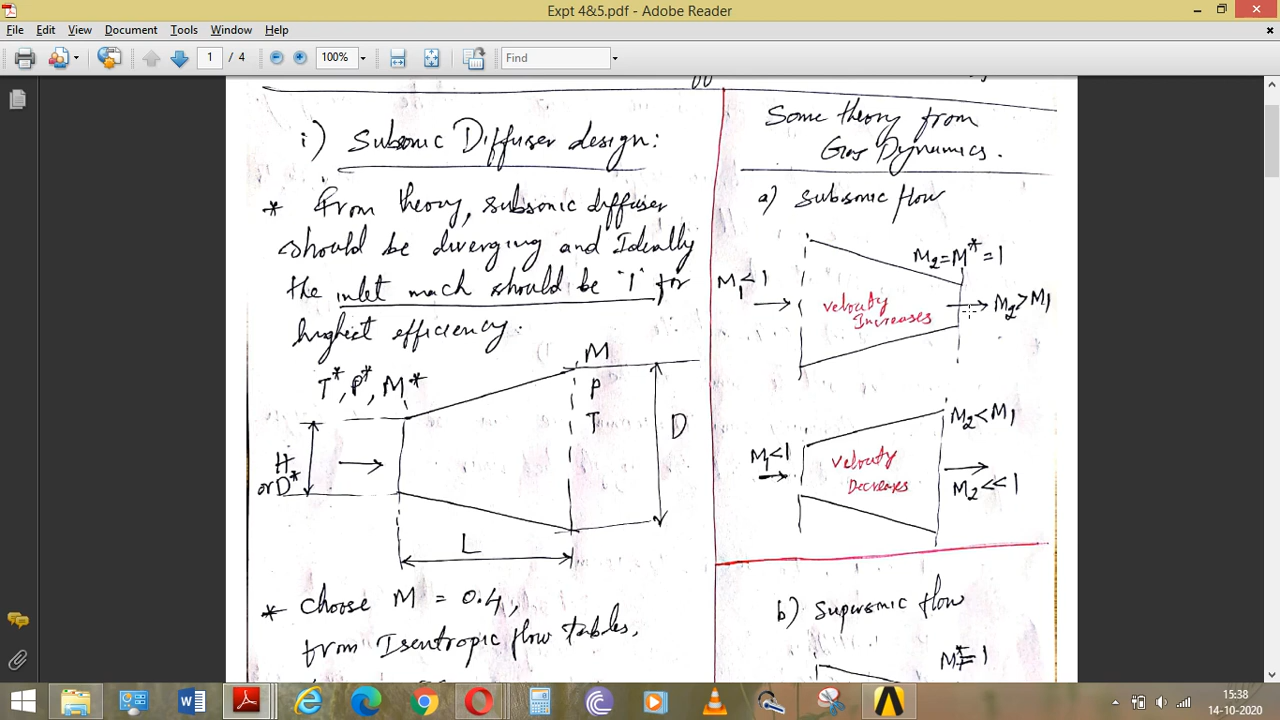 Expt 4&5.pdf - Adobe Reader
File Edit View Document Tools Window Help
1 / 4 100% Find
i) Subsonic Diffuser design:
* From theory, subsonic diffuser
should be diverging and Ideally
the inlet mach should be '1' for
highest efficiency.
T*, P*, M*
M
P
T
D
H
or D*
L
* Choose M = 0.4,
from Isentropic flow tables,
Some theory from
Gas Dynamics.
a) Subsonic flow
M₂=M*=1
M₁<1
Velocity
Increases
M₂>M₁
M₂<M₁
M₁<1
Velocity
Decreases
M₂<<1
b) Supersonic flow
M*=1
15:38
14-10-2020